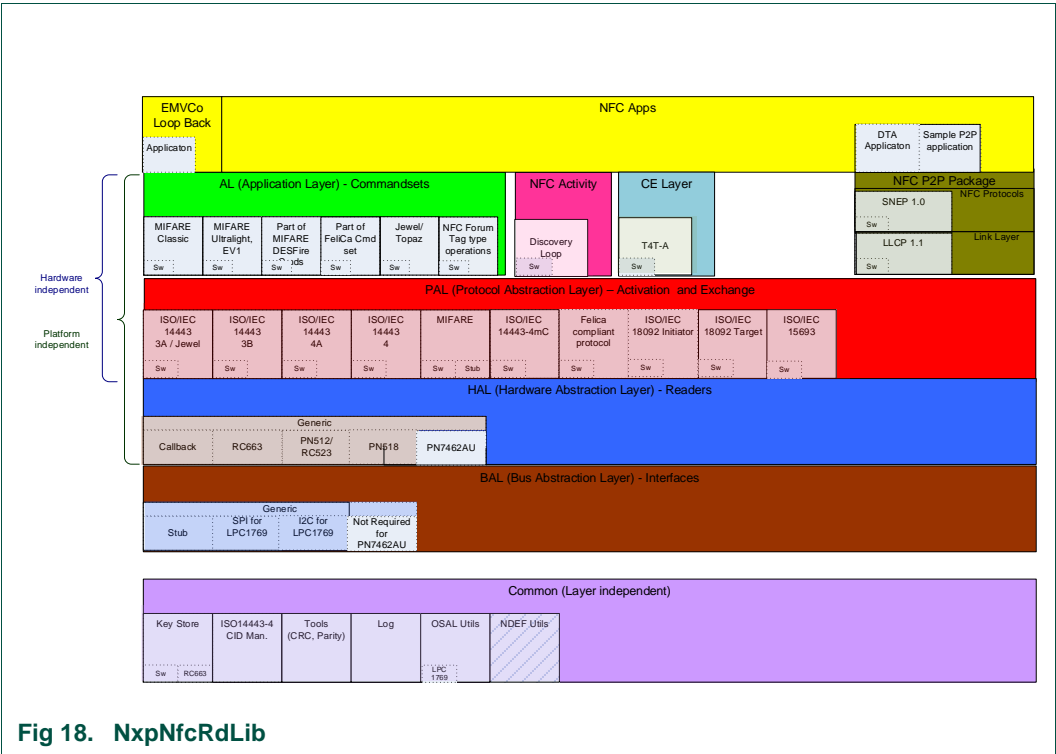 EMVCo
Loop Back
Applicaton
NFC Apps
DTA
Applicaton
Sample P2P
application
Hardware
independent
Platform
independent
AL (Application Layer) - Commandsets
MIFARE
Classic
Sw
MIFARE
Ultralight,
EV1
Sw
Part of
MIFARE
DESFire
Sw
Part of
FeliCa Cmd
set
Sw
Jewel/
Topaz
Sw
NFC Forum
Tag type
operations
Sw
NFC Activity
Discovery
Loop
Sw
CE Layer
T4T-A
Sw
NFC P2P Package
NFC Protocols
SNEP 1.0
Sw
Link Layer
LLCP 1.1
Sw
PAL (Protocol Abstraction Layer) – Activation and Exchange
ISO/IEC
14443
3A / Jewel
Sw
ISO/IEC
14443
3B
Sw
ISO/IEC
14443
4A
Sw
ISO/IEC
14443
4
Sw
MIFARE
Sw Stub
ISO/IEC
14443-4mC
Sw
Felica
compliant
protocol
Sw
ISO/IEC
18092 Initiator
Sw
ISO/IEC
18092 Target
Sw
ISO/IEC
15693
Sw
HAL (Hardware Abstraction Layer) - Readers
Generic
Callback
RC663
PN512/
RC523
PN518
PN7462AU
BAL (Bus Abstraction Layer) - Interfaces
Generic
Stub
SPI for
LPC1769
I2C for
LPC1769
Not Required
for
PN7462AU
Common (Layer independent)
Key Store
Sw RC663
ISO14443-4
CID Man.
Tools
(CRC, Parity)
Log
OSAL Utils
LPC
1769
NDEF Utils
Fig 18. NxpNfcRdLib